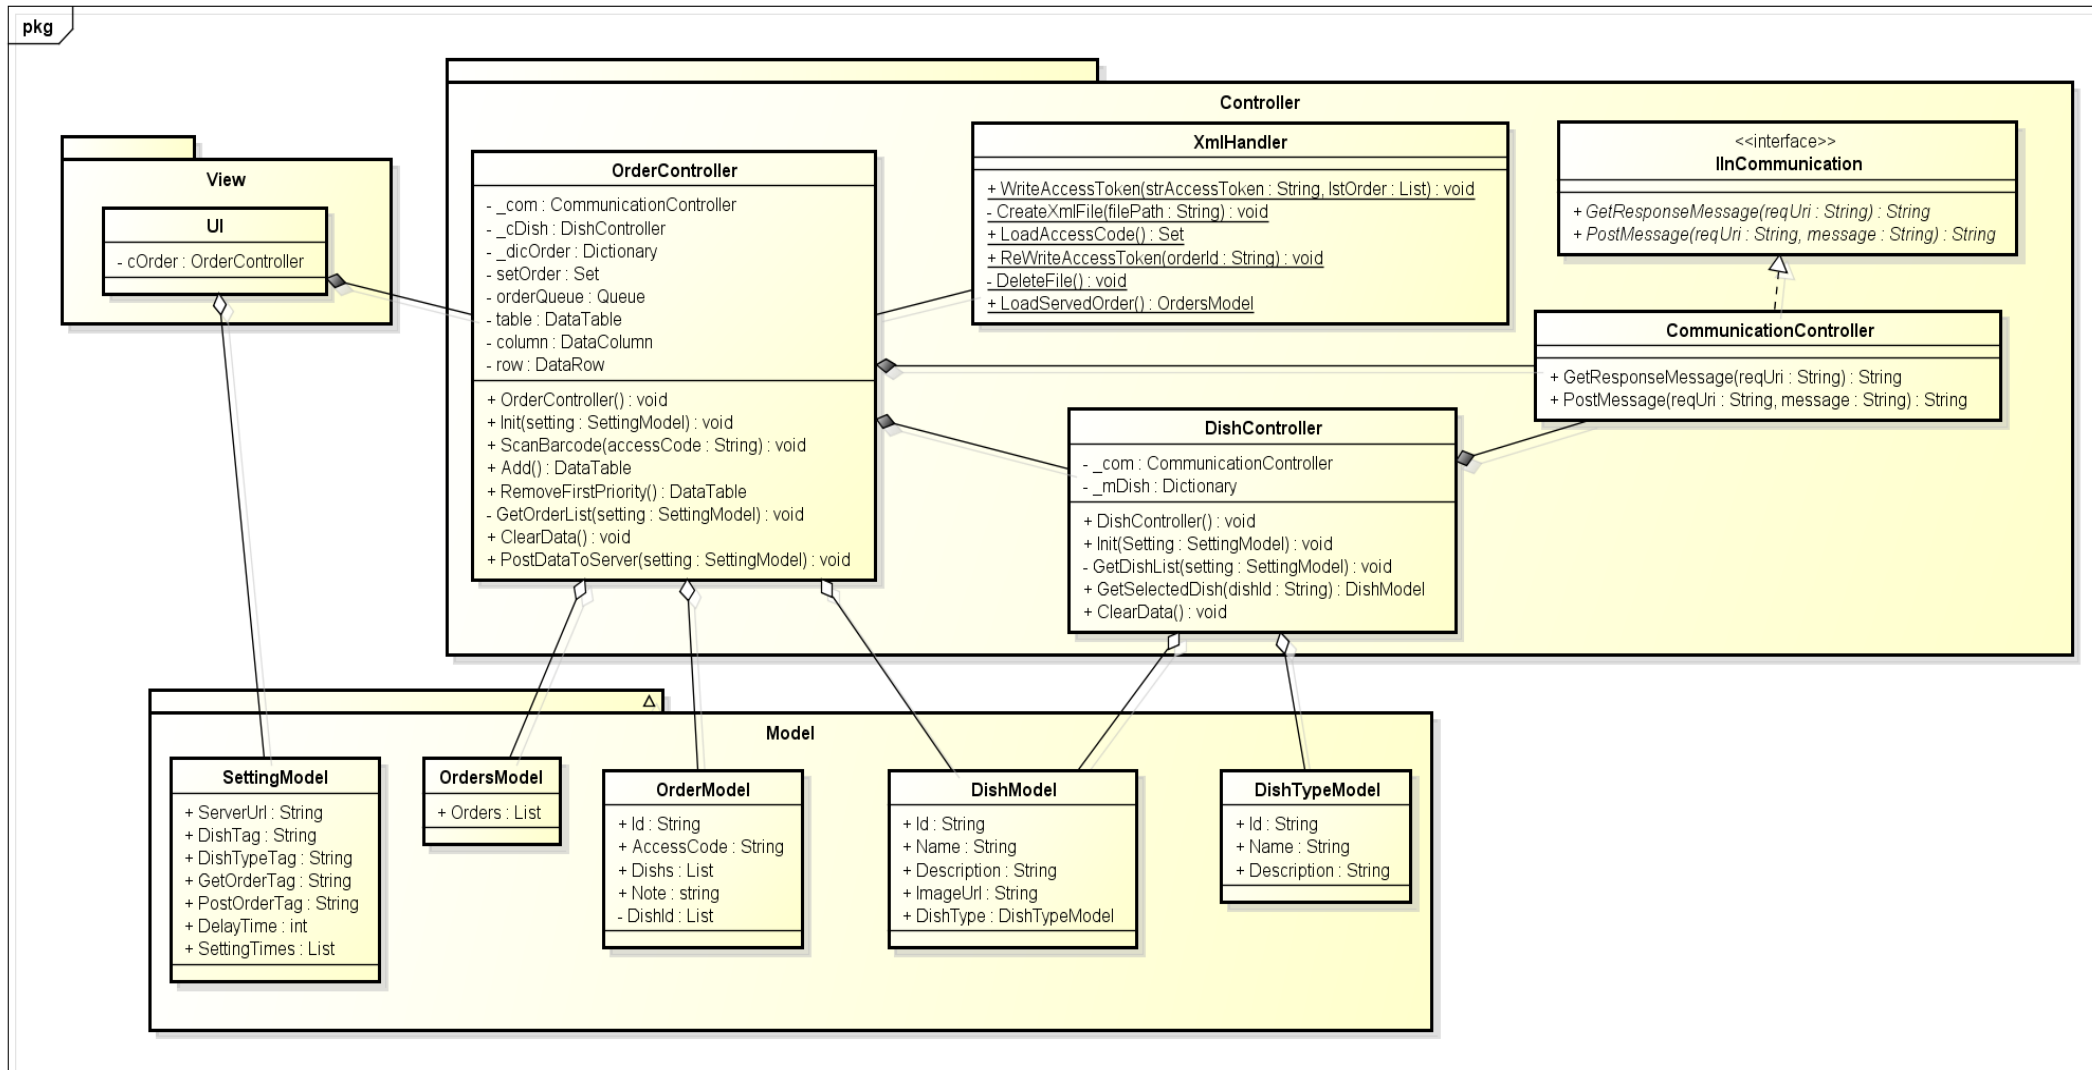 pkg
View
UI
- cOrder : OrderController
Controller
OrderController
- _com : CommunicationController
- _cDish : DishController
- _dicOrder : Dictionary
- setOrder : Set
- orderQueue : Queue
- table : DataTable
- column : DataColumn
- row : DataRow
+ OrderController() : void
+ Init(setting : SettingModel) : void
+ ScanBarcode(accessCode : String) : void
+ Add() : DataTable
+ RemoveFirstPriority() : DataTable
- GetOrderList(setting : SettingModel) : void
+ ClearData() : void
+ PostDataToServer(setting : SettingModel) : void
XmlHandler
+ WriteAccessToken(strAccessToken : String, lstOrder : List) : void
- CreateXmlFile(filePath : String) : void
+ LoadAccessCode() : Set
+ ReWriteAccessToken(orderId : String) : void
- DeleteFile() : void
+ LoadServedOrder() : OrdersModel
<<interface>>
IInCommunication
+ GetResponseMessage(reqUri : String) : String
+ PostMessage(reqUri : String, message : String) : String
CommunicationController
+ GetResponseMessage(reqUri : String) : String
+ PostMessage(reqUri : String, message : String) : String
DishController
- _com : CommunicationController
- _mDish : Dictionary
+ DishController() : void
+ Init(Setting : SettingModel) : void
- GetDishList(setting : SettingModel) : void
+ GetSelectedDish(dishId : String) : DishModel
+ ClearData() : void
Model
SettingModel
+ ServerUrl : String
+ DishTag : String
+ DishTypeTag : String
+ GetOrderTag : String
+ PostOrderTag : String
+ DelayTime : int
+ SettingTimes : List
OrdersModel
+ Orders : List
OrderModel
+ Id : String
+ AccessCode : String
+ Dishs : List
+ Note : string
- DishId : List
DishModel
+ Id : String
+ Name : String
+ Description : String
+ ImageUrl : String
+ DishType : DishTypeModel
DishTypeModel
+ Id : String
+ Name : String
+ Description : String